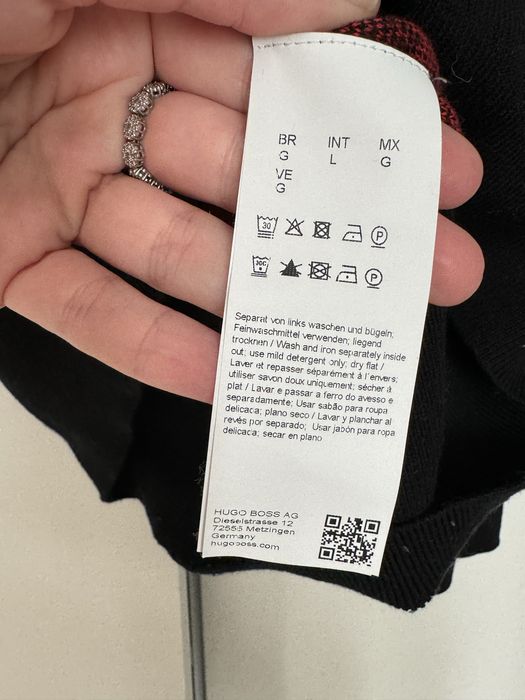 BR INT MX
G L G
VE
G
30 P
30C P
Separat von links waschen und bügeln;
Feinwaschmittel verwenden; liegend
trocknen / Wash and iron separately inside
out; use mild detergent only; dry flat /
Laver et repasser séparément à l'envers;
utiliser savon doux uniquement; sécher à
plat / Lavar e passar a ferro do avesso e
separadamente; Usar sabão para roupa
delicada; plano seco / Lavar y planchar al
revés por separado; Usar jabón para ropa
delicada; secar en plano
HUGO BOSS AG
Dieselstrasse 12
72555 Metzingen
Germany
hugoboss.com